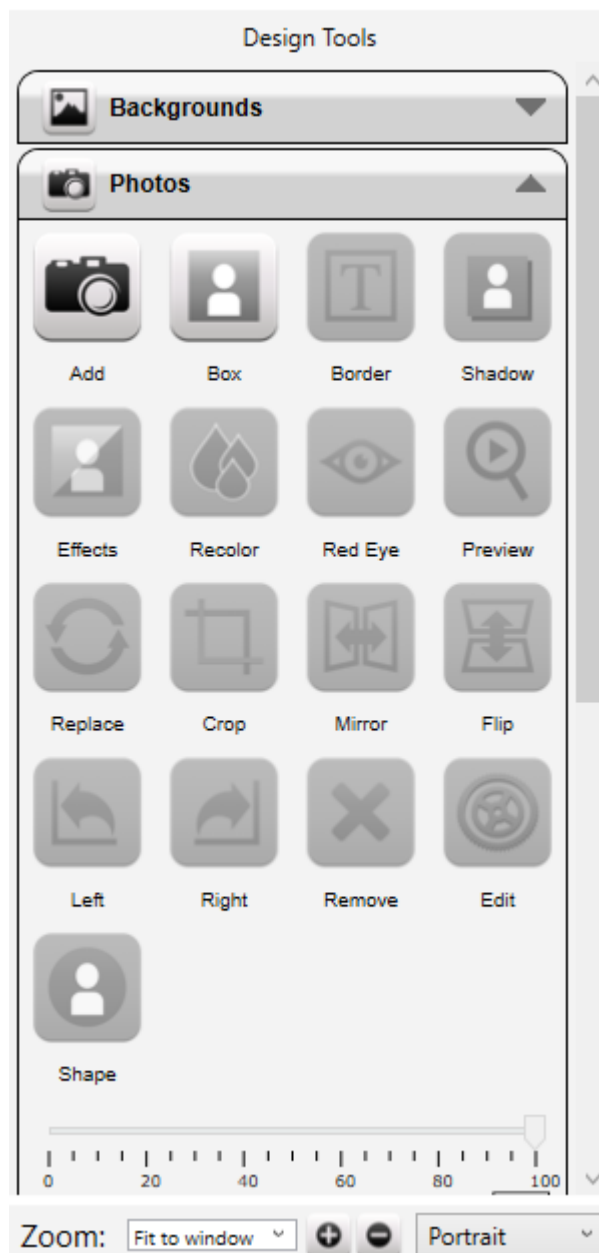 Design Tools
Backgrounds
Photos
T
Add Box Border Shadow
Effects Recolor Red Eye Preview
Replace Crop Mirror Flip
Left Right Remove Edit
Shape
0 20 40 60 80 100
Zoom: Fit to window Portrait